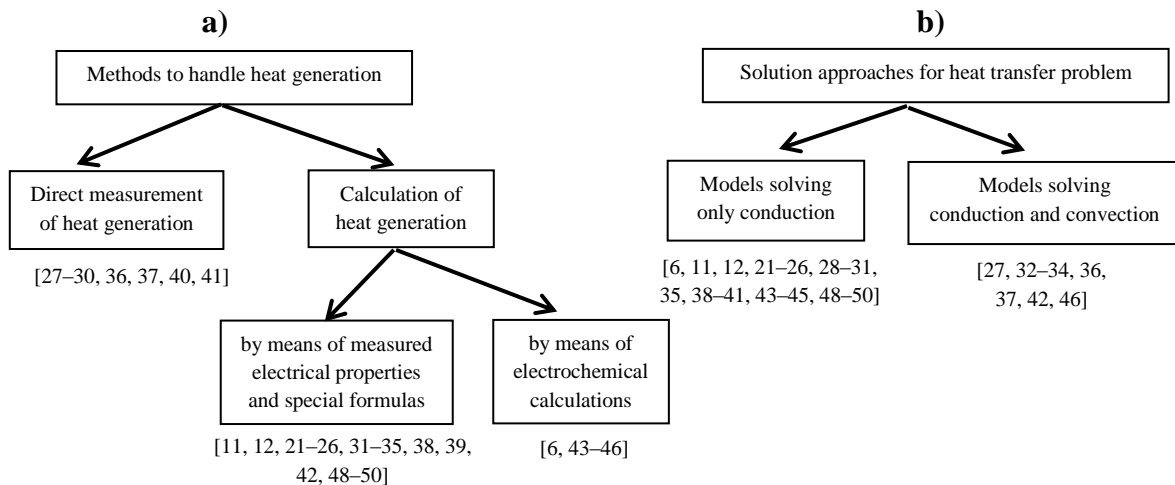 a)
Methods to handle heat generation
Direct measurement
of heat generation
[27–30, 36, 37, 40, 41]
Calculation of
heat generation
by means of measured
electrical properties
and special formulas
[11, 12, 21–26, 31–35, 38, 39,
42, 48–50]
by means of
electrochemical
calculations
[6, 43–46]
b)
Solution approaches for heat transfer problem
Models solving
only conduction
[6, 11, 12, 21–26, 28–31,
35, 38–41, 43–45, 48–50]
Models solving
conduction and convection
[27, 32–34, 36,
37, 42, 46]